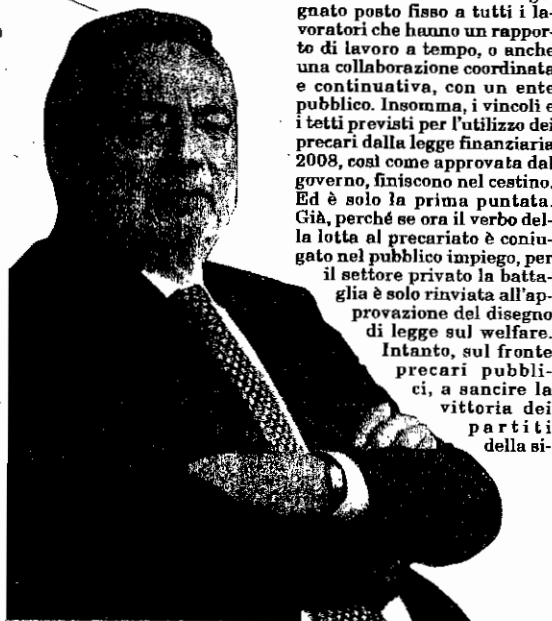 gnato posto fisso a tutti i la-
voratori che hanno un rappor-
to di lavoro a tempo, o anche
una collaborazione coordinata
e continuativa, con un ente
pubblico. Insomma, i vincoli e
i tetti previsti per l'utilizzo dei
precari dalla legge finanziaria
2008, così come approvata dal
governo, finiscono nel cestino.
Ed è solo la prima puntata.
Già, perché se ora il verbo del-
la lotta al precariato è coniu-
gato nel pubblico impiego, per
il settore privato la batta-
glia è solo rinviata all'ap-
provazione del disegno
di legge sul welfare.
Intanto, sul fronte
precari pubbli-
ci, a sancire la
vittoria dei
partiti
della si-